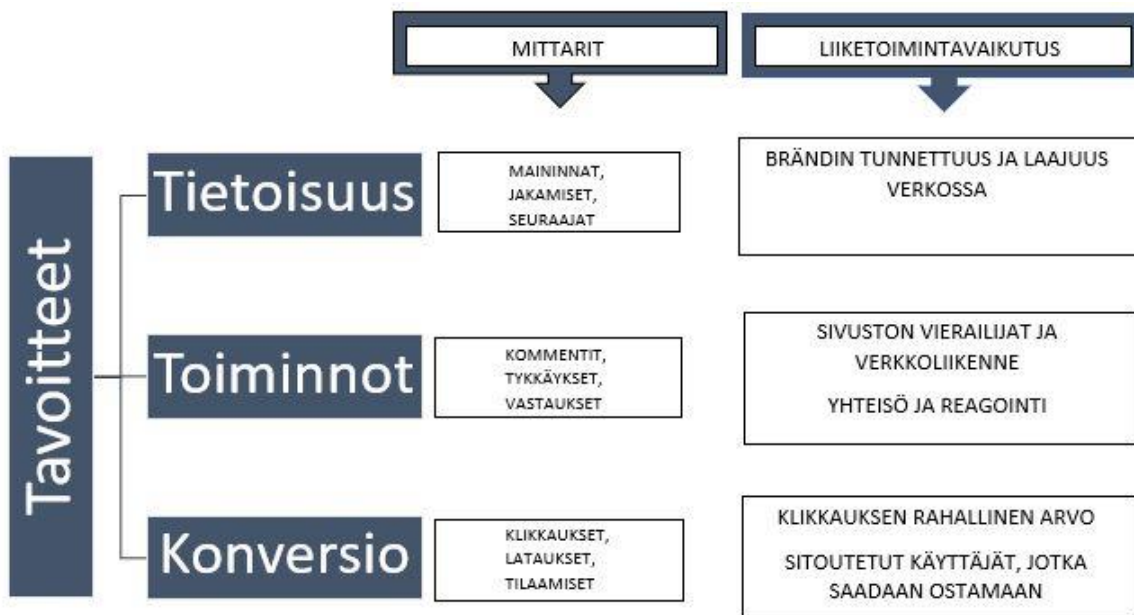 MITTARIT
LIIKETOIMINTAVAIKUTUS
Tavoitteet
Tietoisuus
MAININNAT,
JAKAMISET,
SEURAAJAT
BRÄNDIN TUNNETTUUS JA LAAJUUS
VERKOSSA
Toiminnot
KOMMENTIT,
TYKKÄYKSET,
VASTAUKSET
SIVUSTON VIERAILIJAT JA
VERKKOLIIKENNE
YHTEISÖ JA REAGOINTI
Konversio
KLIKKAUKSET,
LATAUKSET,
TILAAMISET
KLIKKAUKSEN RAHALLINEN ARVO
SITOUTETUT KÄYTTÄJÄT, JOTKA
SAADAAN OSTAMAAN